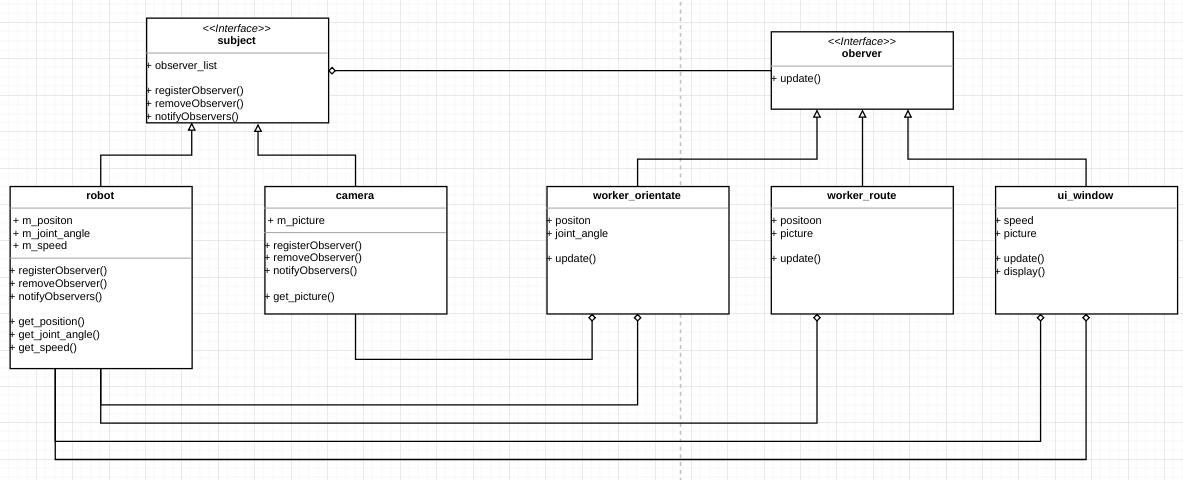 <<Interface>>
subject
+ observer_list
+ registerObserver()
+ removeObserver()
+ notifyObservers()
<<Interface>>
oberver
+ update()
robot
+ m_positon
+ m_joint_angle
+ m_speed
+ registerObserver()
+ removeObserver()
+ notifyObservers()
+ get_position()
+ get_joint_angle()
+ get_speed()
camera
+ m_picture
+ registerObserver()
+ removeObserver()
+ notifyObservers()
+ get_picture()
worker_orientate
+ positon
+ joint_angle
+ update()
worker_route
+ positoon
+ picture
+ update()
ui_window
+ speed
+ picture
+ update()
+ display()